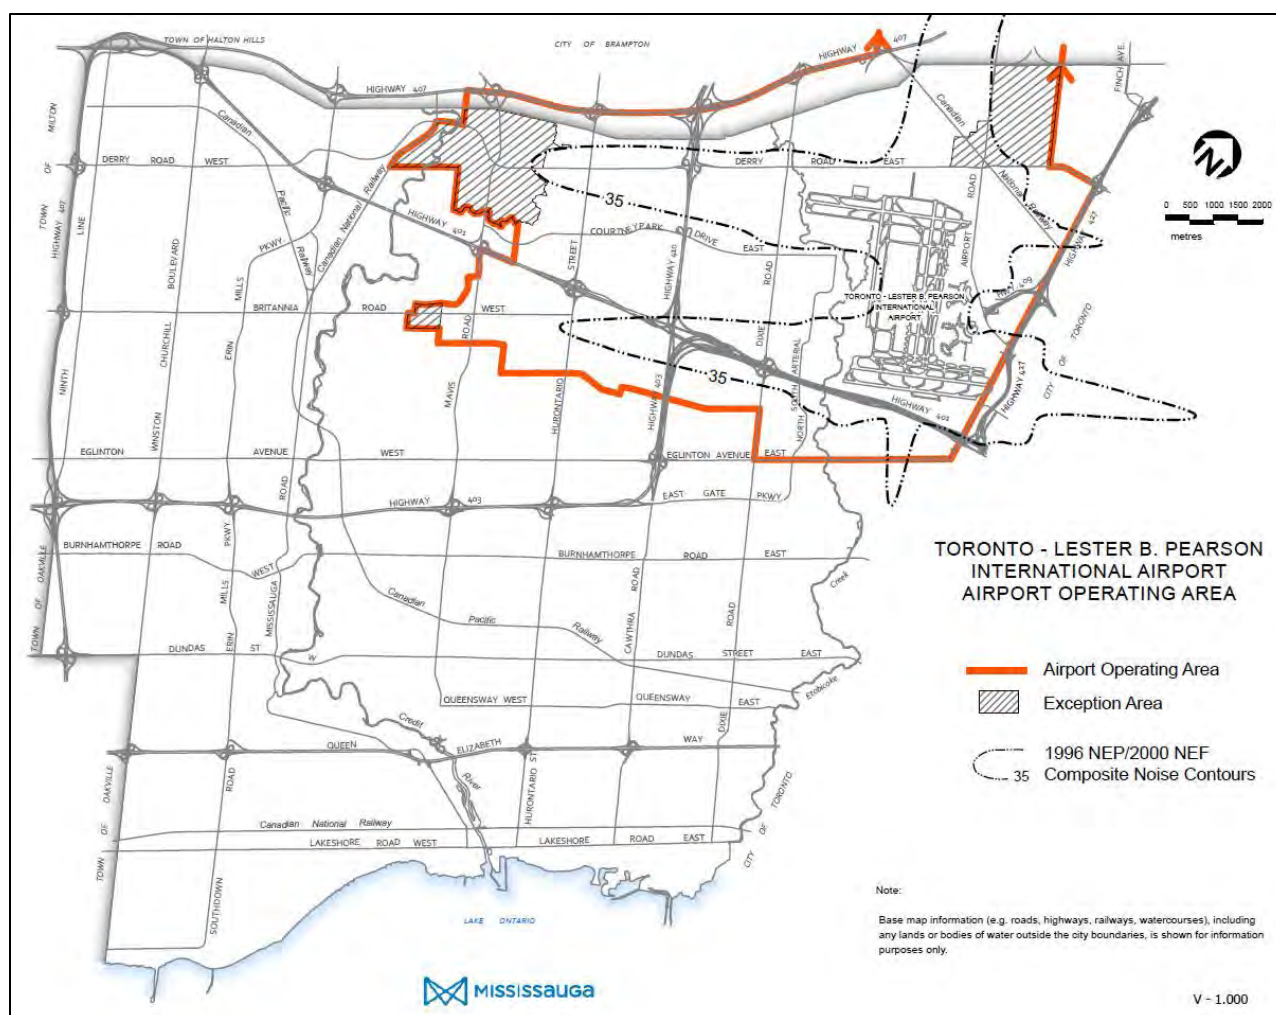 TOWN OF HALTON HILLS
CITY OF BRAMPTON
HIGHWAY 407
FINCH AVE.
TOWN OF MILTON
HIGHWAY 407
Canadian
Pacific
Railway
Canadian National Railway
DERRY ROAD WEST
DERRY ROAD EAST
Canadian
National
Railway
AIRPORT
ROAD
HIGHWAY 427
N
0 500 1000 1500 2000
metres
TOWN OF
HIGHWAY 407
NINTH
LINE
WINSTON
CHURCHILL
BOULEVARD
ERIN
MILLS
PKWY
HIGHWAY 401
35
COURTNEYPARK DRIVE EAST
STREET
HIGHWAY 410
ROAD
HWY 409
TORONTO - LESTER B. PEARSON
INTERNATIONAL
AIRPORT
BRITANNIA ROAD WEST
MAVIS
ROAD
HURONTARIO
HIGHWAY 403
35
DIXIE
NORTH SOUTH ARTERIAL
HIGHWAY 401
HIGHWAY 427
CITY OF TORONTO
EGLINTON AVENUE WEST
EGLINTON AVENUE EAST
HIGHWAY 403
EAST GATE PKWY
MISSISSAUGA
ROAD
BURNHAMTHORPE ROAD
WEST
BURNHAMTHORPE ROAD EAST
TOWN OF OAKVILLE
ERIN
MILLS
PKWY
Canadian
Pacific
Railway
CAWTHRA
ROAD
DIXIE
ROAD
Creek
Etobicoke
DUNDAS ST W
DUNDAS STREET EAST
QUEENSWAY WEST
QUEENSWAY EAST
Credit
River
QUEEN ELIZABETH WAY
HURONTARIO ST
TOWN OF OAKVILLE
ROAD
SOUTHDOWN
Canadian National Railway
LAKESHORE ROAD WEST
LAKESHORE ROAD EAST
CITY OF TORONTO
LAKE ONTARIO
TORONTO - LESTER B. PEARSON
INTERNATIONAL AIRPORT
AIRPORT OPERATING AREA
Airport Operating Area
Exception Area
1996 NEP/2000 NEF
35 Composite Noise Contours
Note:
Base map information (e.g. roads, highways, railways, watercourses), including
any lands or bodies of water outside the city boundaries, is shown for information
purposes only.
MISSISSAUGA
V - 1.000